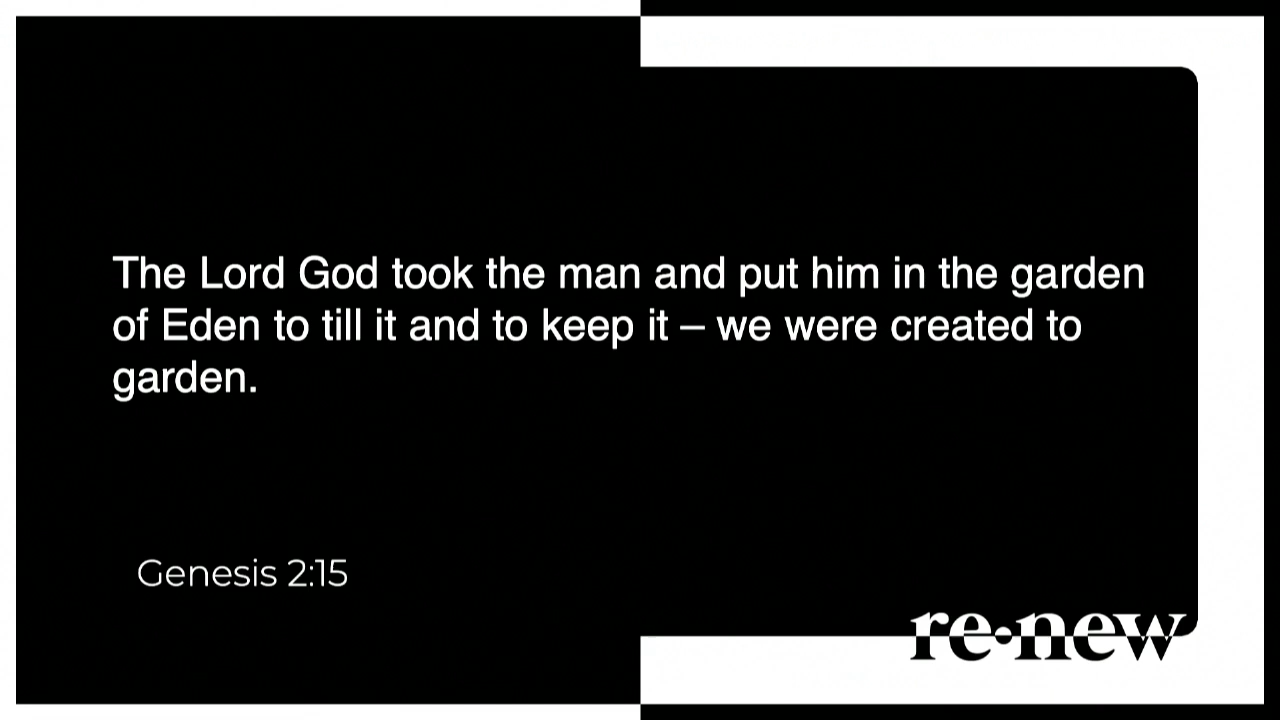 The Lord God took the man and put him in the garden
of Eden to till it and to keep it – we were created to
garden.
Genesis 2:15
re•new